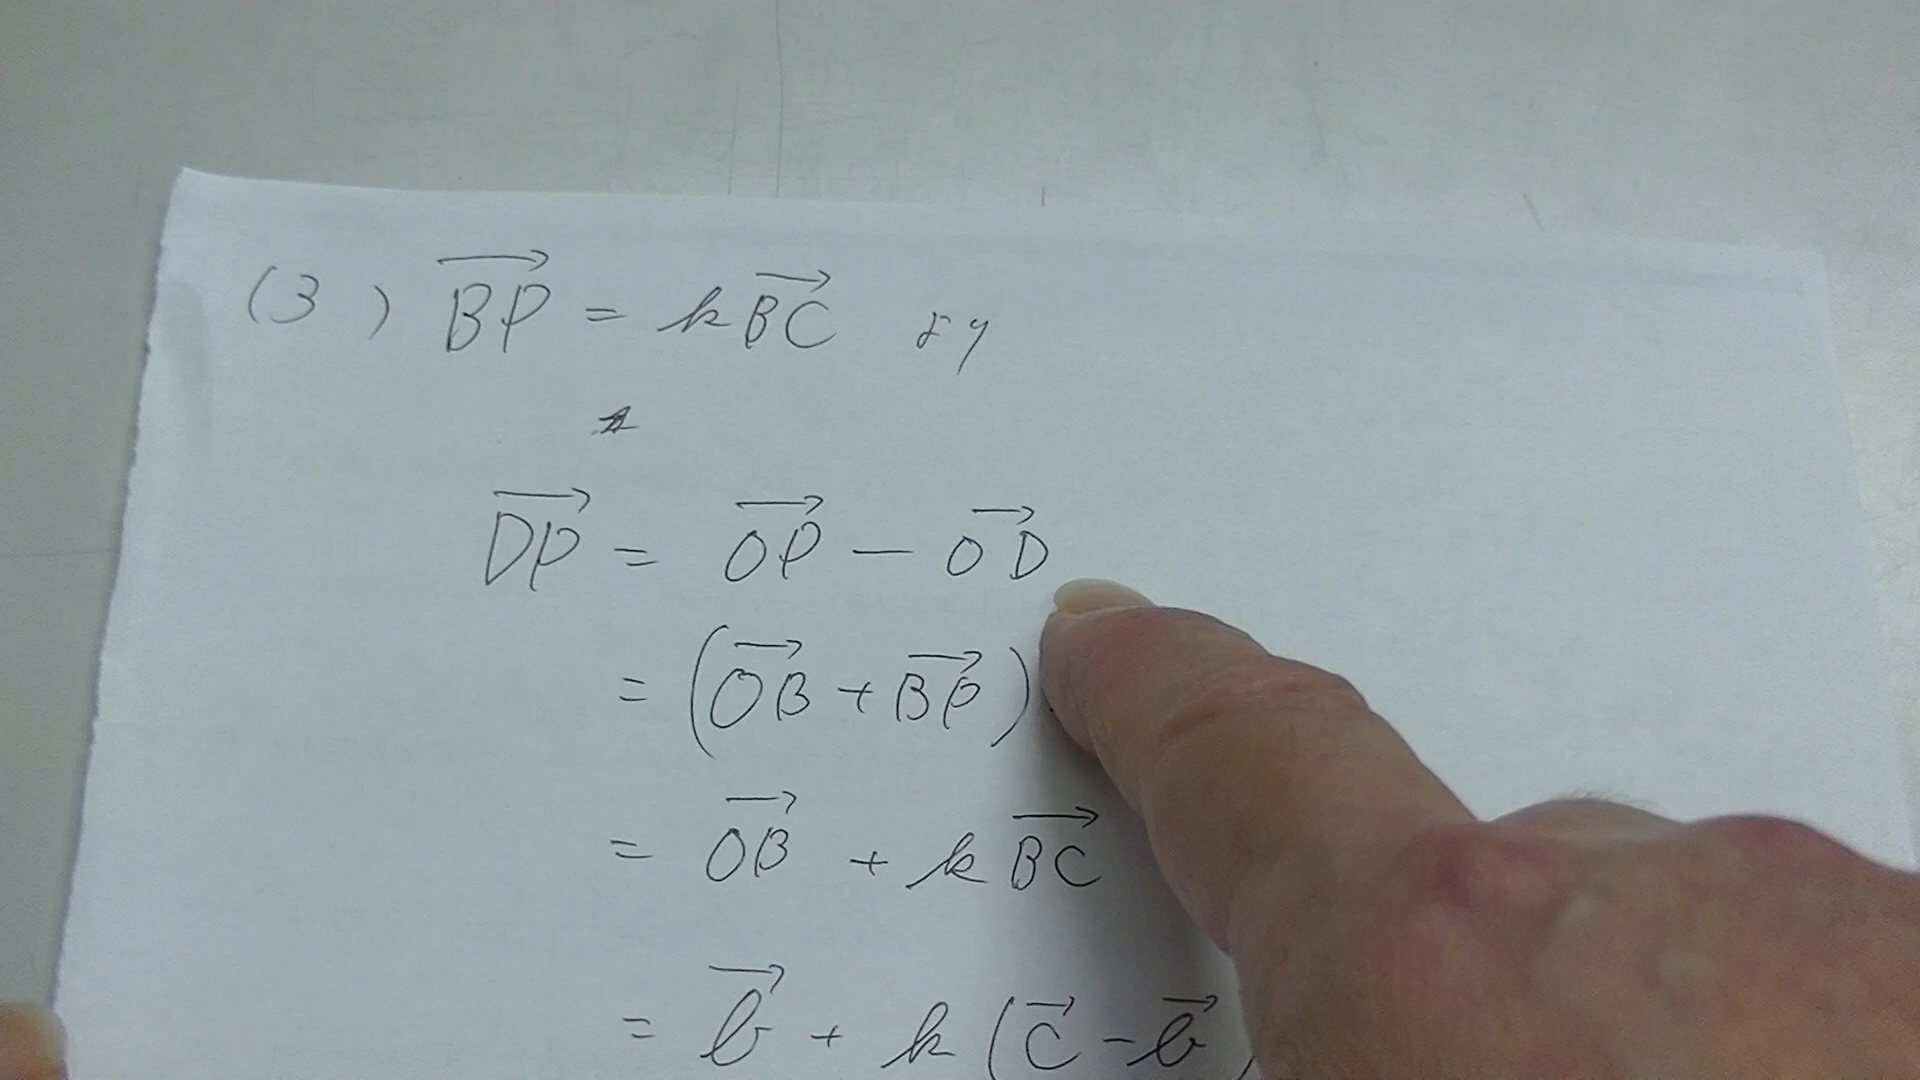 (3) $\overrightarrow{BP} = k\overrightarrow{BC}$ より
$\overrightarrow{DP} = \overrightarrow{OP} - \overrightarrow{OD}$
$= (\overrightarrow{OB} + \overrightarrow{BP})$
$= \overrightarrow{OB} + k\overrightarrow{BC}$
$= \vec{b} + k(\vec{c} - \vec{b}$